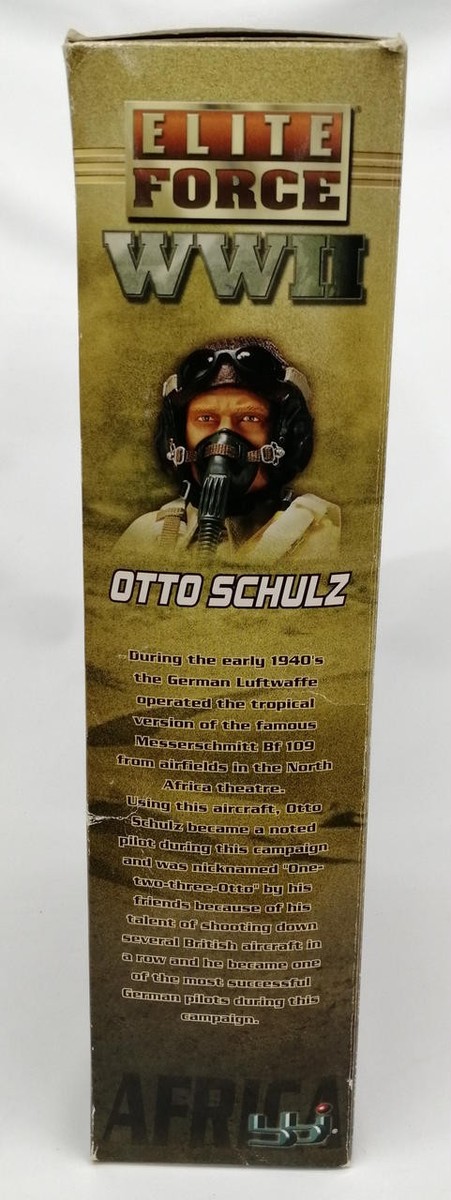 ELITE
FORCE
WWII
OTTO SCHULZ
During the early 1940's
the German Luftwaffe
operated the tropical
version of the famous
Messerschmitt Bf 109
from airfields in the North
Africa theatre.
Using this aircraft, Otto
Schulz became a noted
pilot during this campaign
and was nicknamed "One-
two-three-Otto" by his
friends because of his
talent of shooting down
several British aircraft in
a row and he became one
of the most successful
German pilots during this
campaign.
AFRICA
bbi